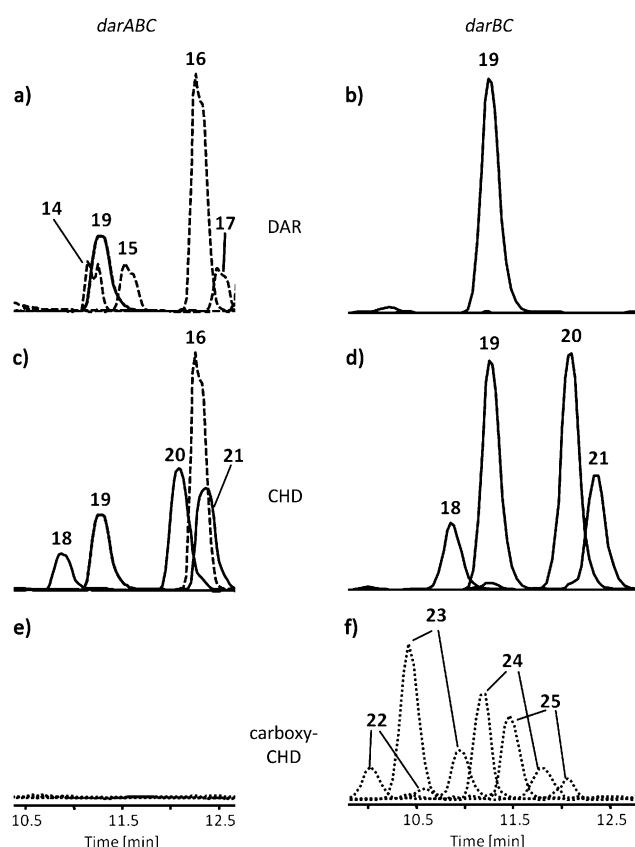 darABC
darBC
a)
16
14
19
15
17
DAR
b)
19
c)
16
18
19
20
21
CHD
d)
18
19
20
21
e)
carboxy-
CHD
f)
22
23
24
25
10.5
11.5
12.5
Time [min]
10.5
11.5
12.5
Time [min]